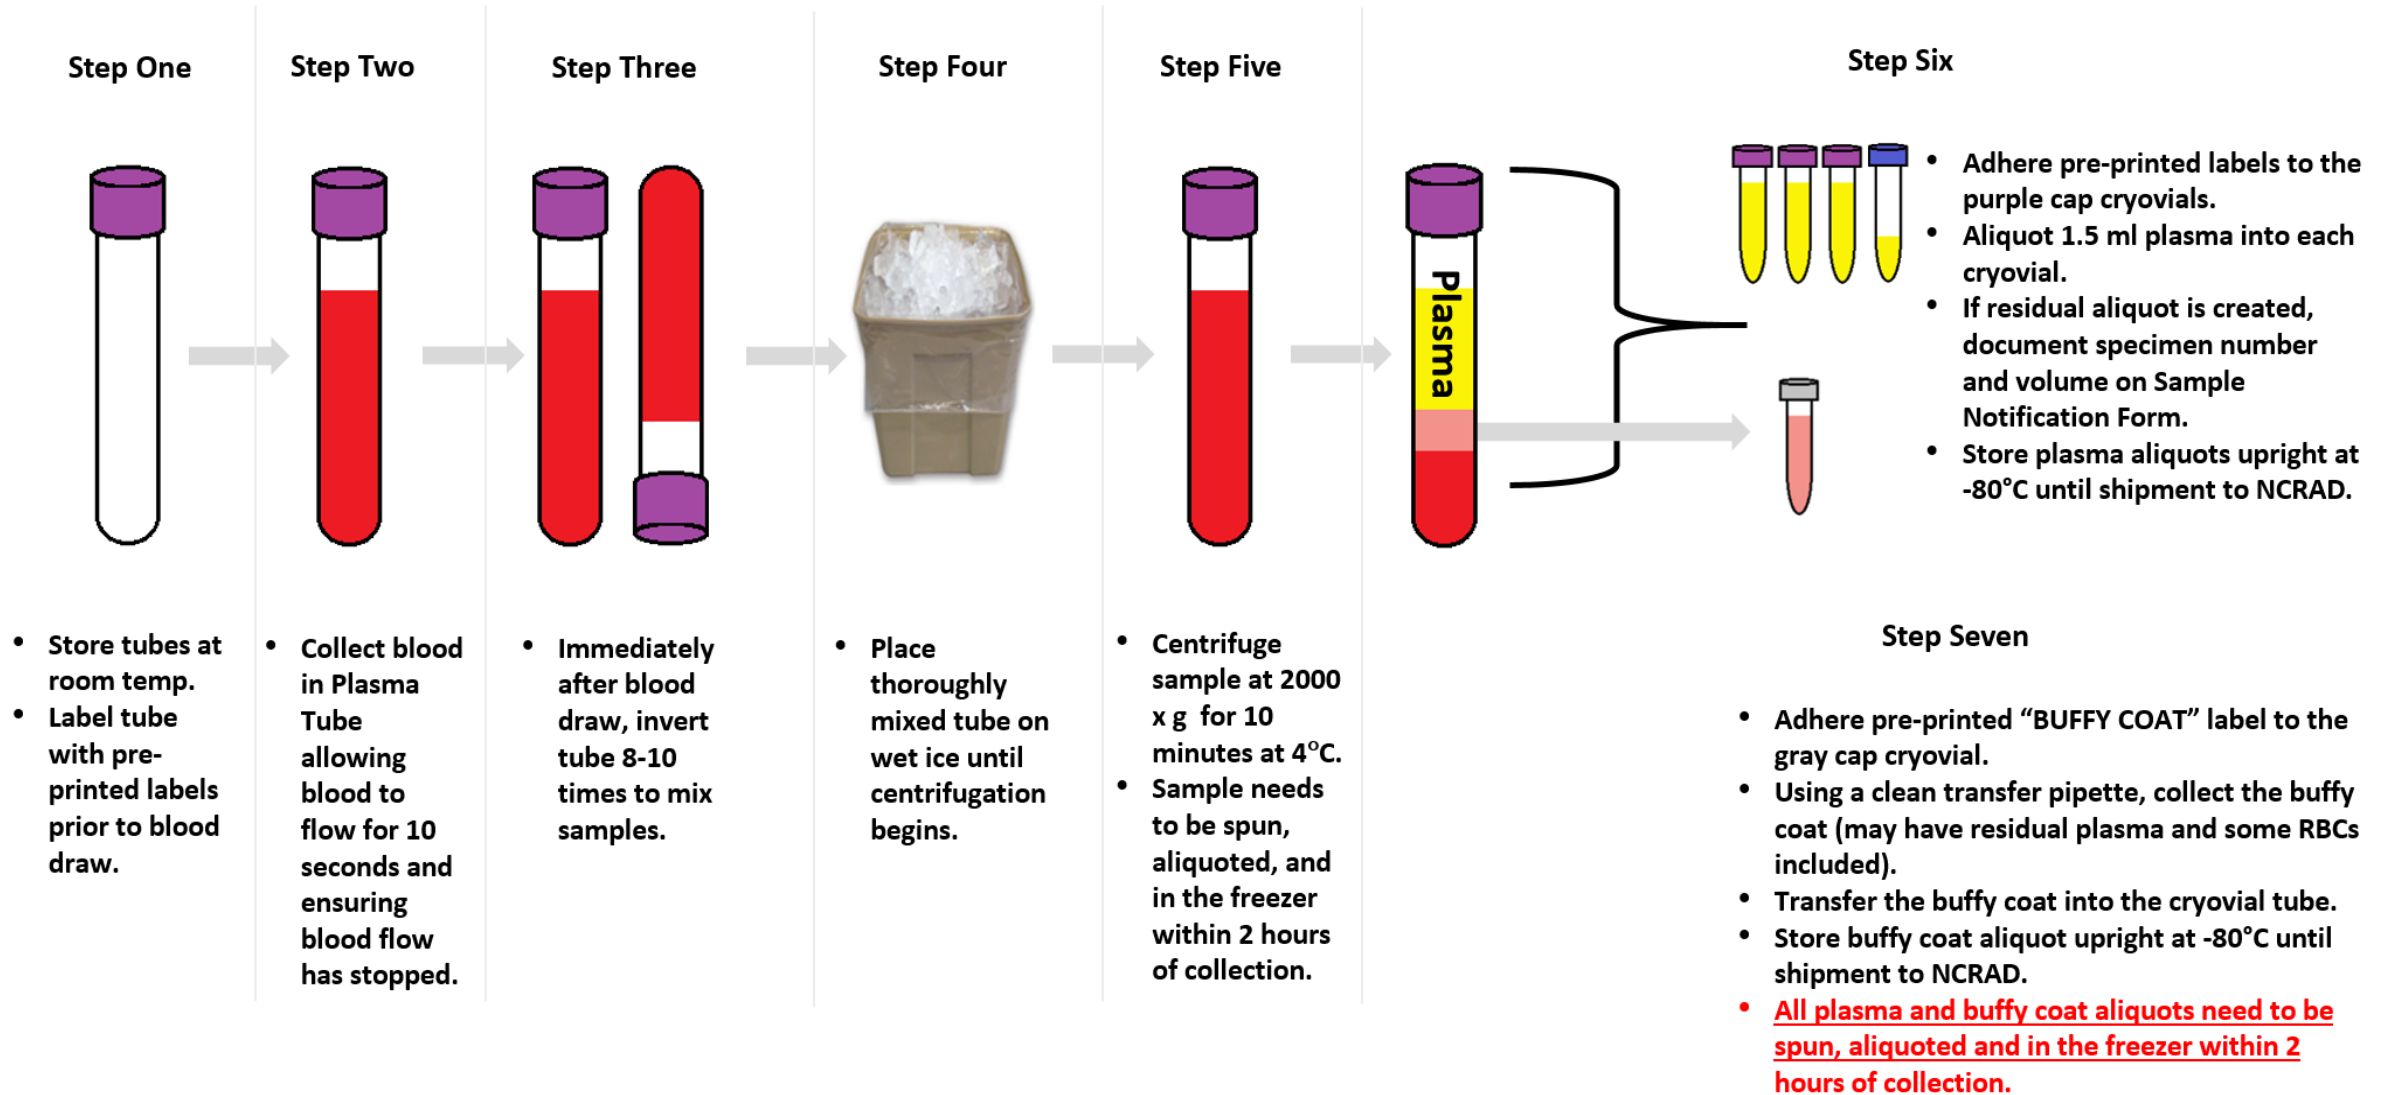 Step One
• Store tubes at
room temp.
• Label tube
with pre-
printed labels
prior to blood
draw.
Step Two
• Collect blood
in Plasma
Tube
allowing
blood to
flow for 10
seconds and
ensuring
blood flow
has stopped.
Step Three
• Immediately
after blood
draw, invert
tube 8-10
times to mix
samples.
Step Four
• Place
thoroughly
mixed tube on
wet ice until
centrifugation
begins.
Step Five
• Centrifuge
sample at 2000
x g for 10
minutes at 4°C.
• Sample needs
to be spun,
aliquoted, and
in the freezer
within 2 hours
of collection.
Plasma
Step Six
• Adhere pre-printed labels to the
purple cap cryovials.
• Aliquot 1.5 ml plasma into each
cryovial.
• If residual aliquot is created,
document specimen number
and volume on Sample
Notification Form.
• Store plasma aliquots upright at
-80°C until shipment to NCRAD.
Step Seven
• Adhere pre-printed “BUFFY COAT” label to the
gray cap cryovial.
• Using a clean transfer pipette, collect the buffy
coat (may have residual plasma and some RBCs
included).
• Transfer the buffy coat into the cryovial tube.
• Store buffy coat aliquot upright at -80°C until
shipment to NCRAD.
• All plasma and buffy coat aliquots need to be
spun, aliquoted and in the freezer within 2
hours of collection.